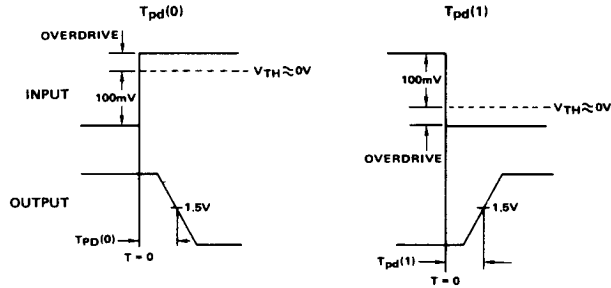 Tpd(0)
OVERDRIVE
INPUT
100mV
VTH≈0V
OUTPUT
1.5V
TPD(0)
T = 0
Tpd(1)
100mV
VTH≈0V
OVERDRIVE
1.5V
Tpd(1)
T = 0